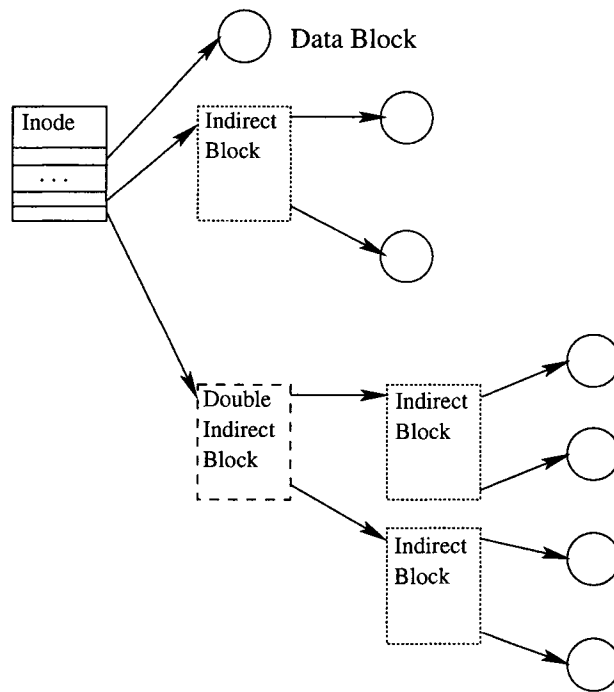 Data Block
Inode
. . .
Indirect
Block
Double
Indirect
Block
Indirect
Block
Indirect
Block